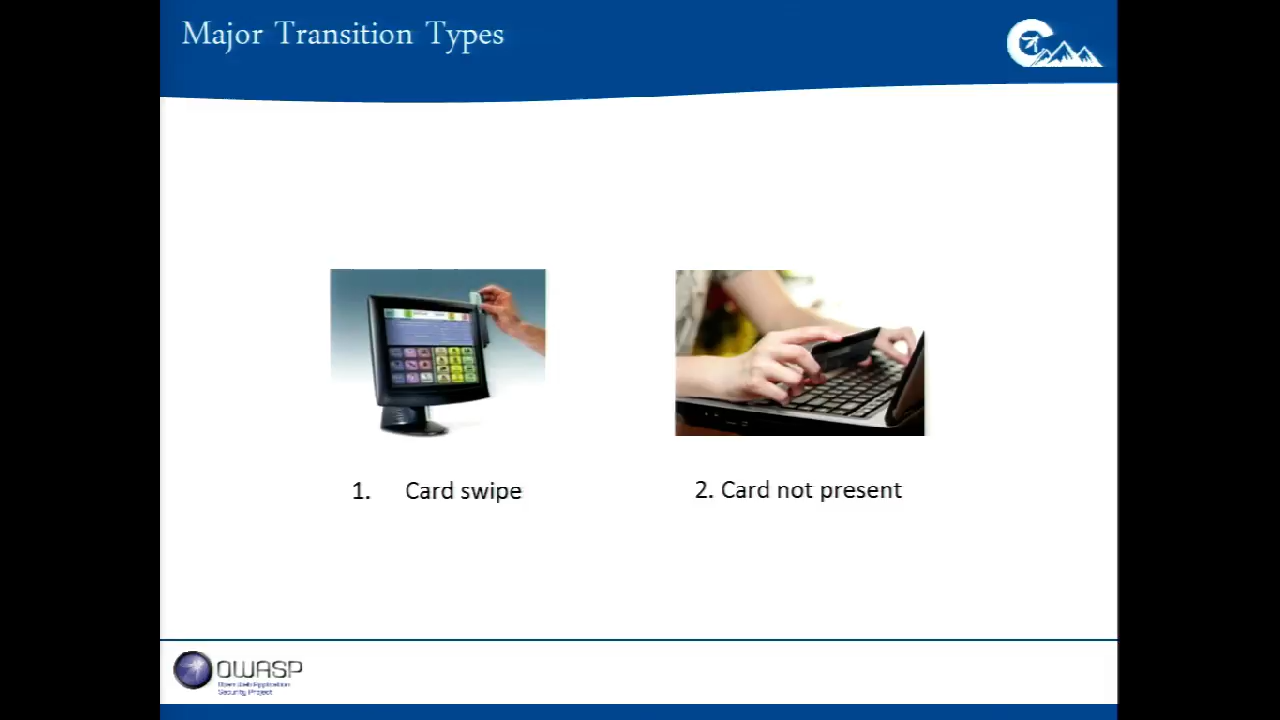 Major Transition Types
1. Card swipe
2. Card not present
OWASP
Open Web Application
Security Project